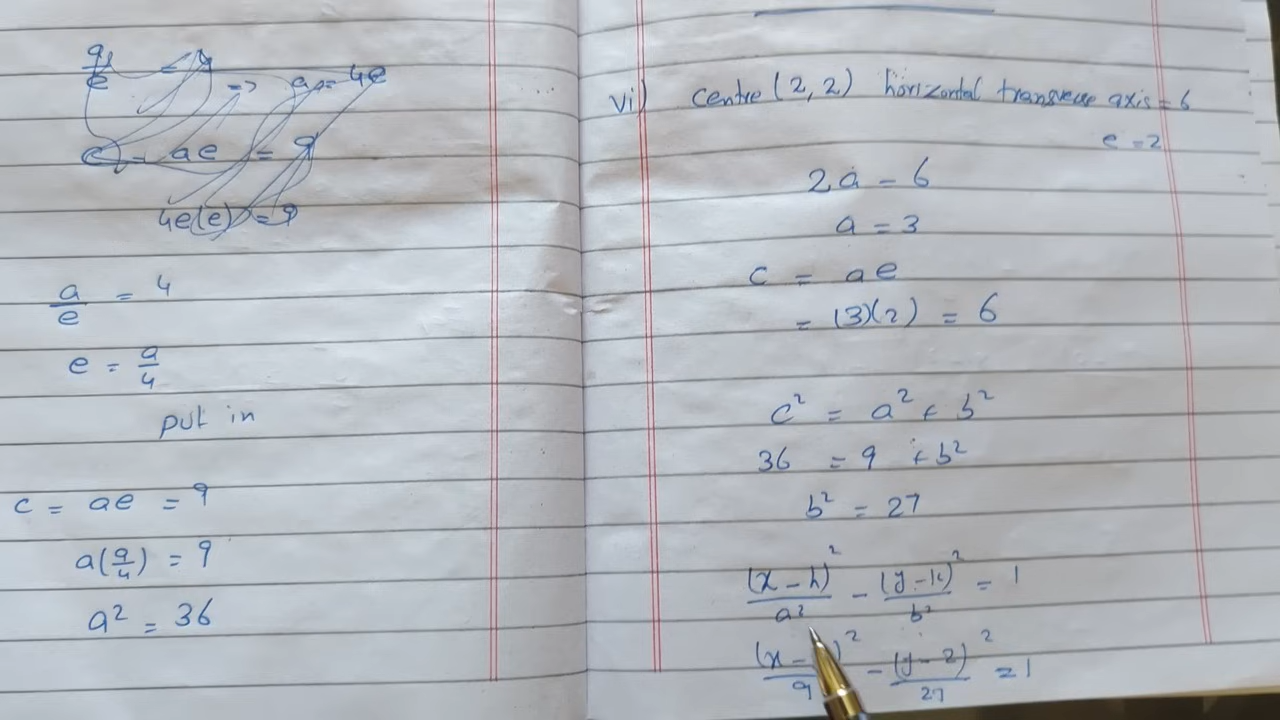 a/e = 4 => a = 4e
c = ae = 9
4e(e) = 9
a/e = 4
e = a/4
put in
c = ae = 9
a(a/4) = 9
a² = 36
vi) Centre (2, 2) horizontal transverse axis = 6
e = 2
2a = 6
a = 3
c = ae
= (3)(2) = 6
c² = a² + b²
36 = 9 + b²
b² = 27
(x - h)²/a² - (y - k)²/b² = 1
(x - )²/9 - (y - 2)²/27 = 1